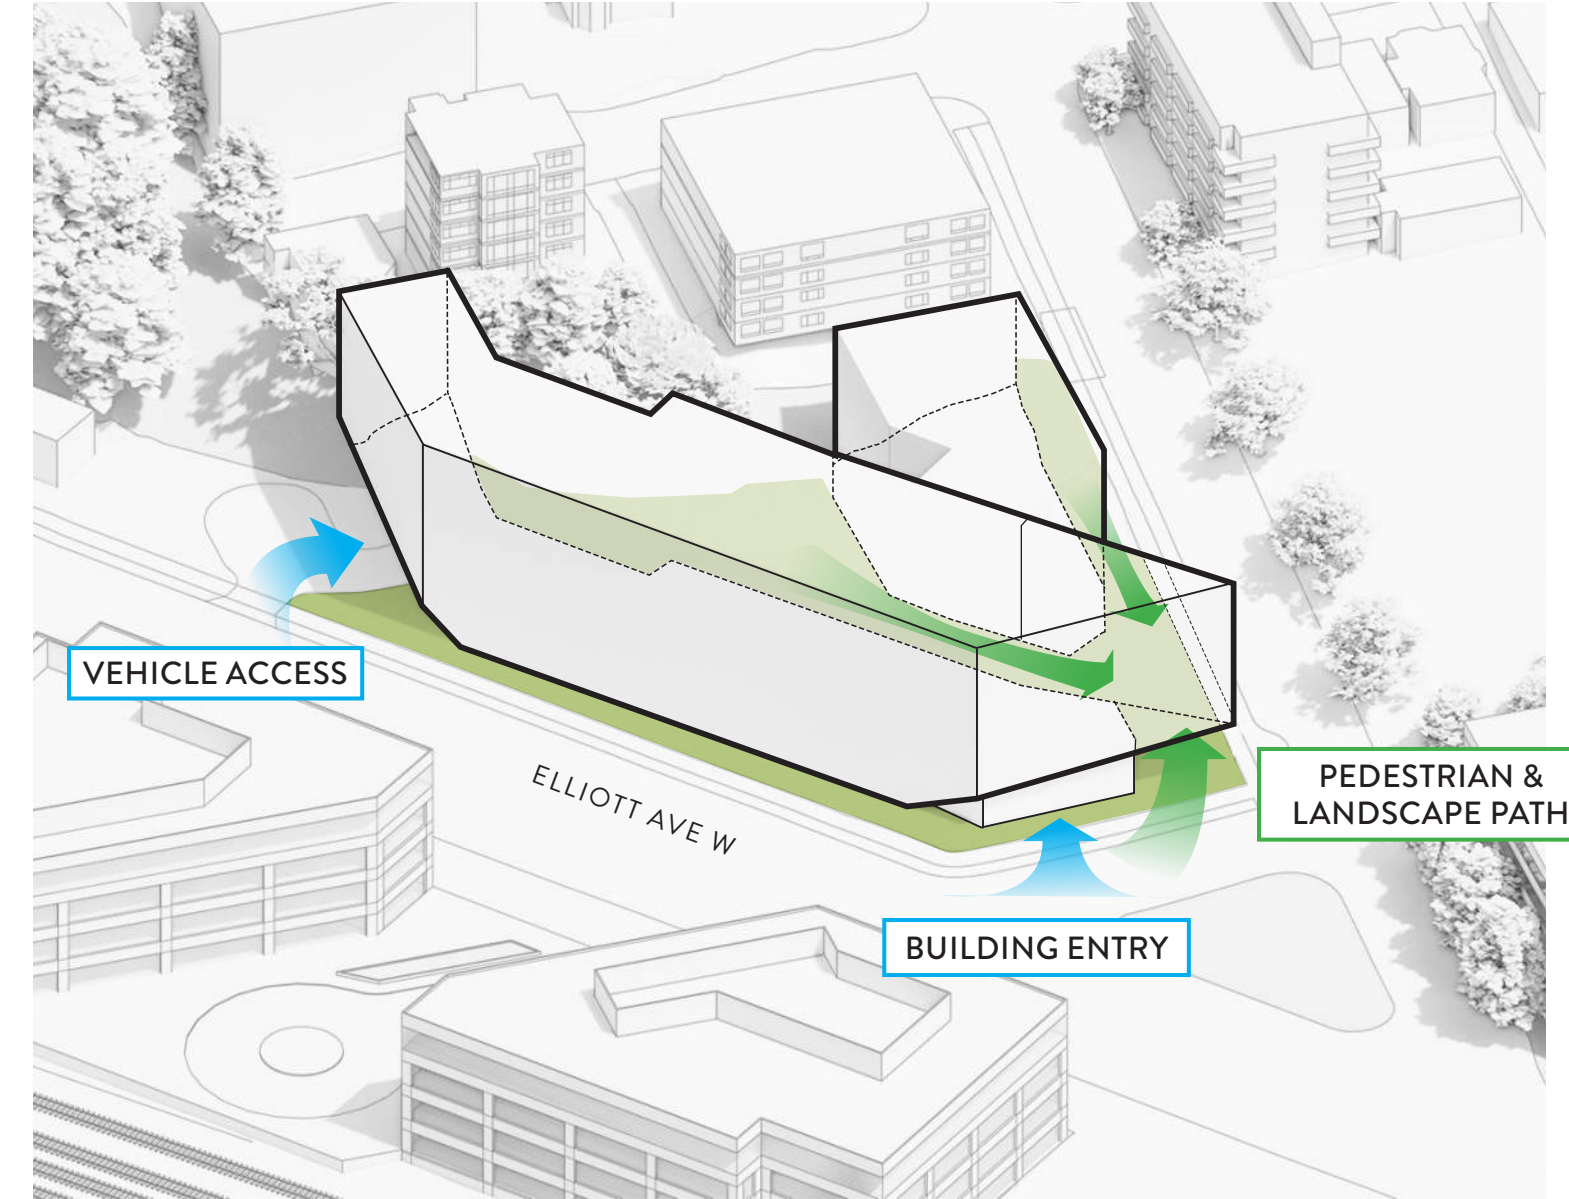 VEHICLE ACCESS
ELLIOTT AVE W
PEDESTRIAN &
LANDSCAPE PATH
BUILDING ENTRY